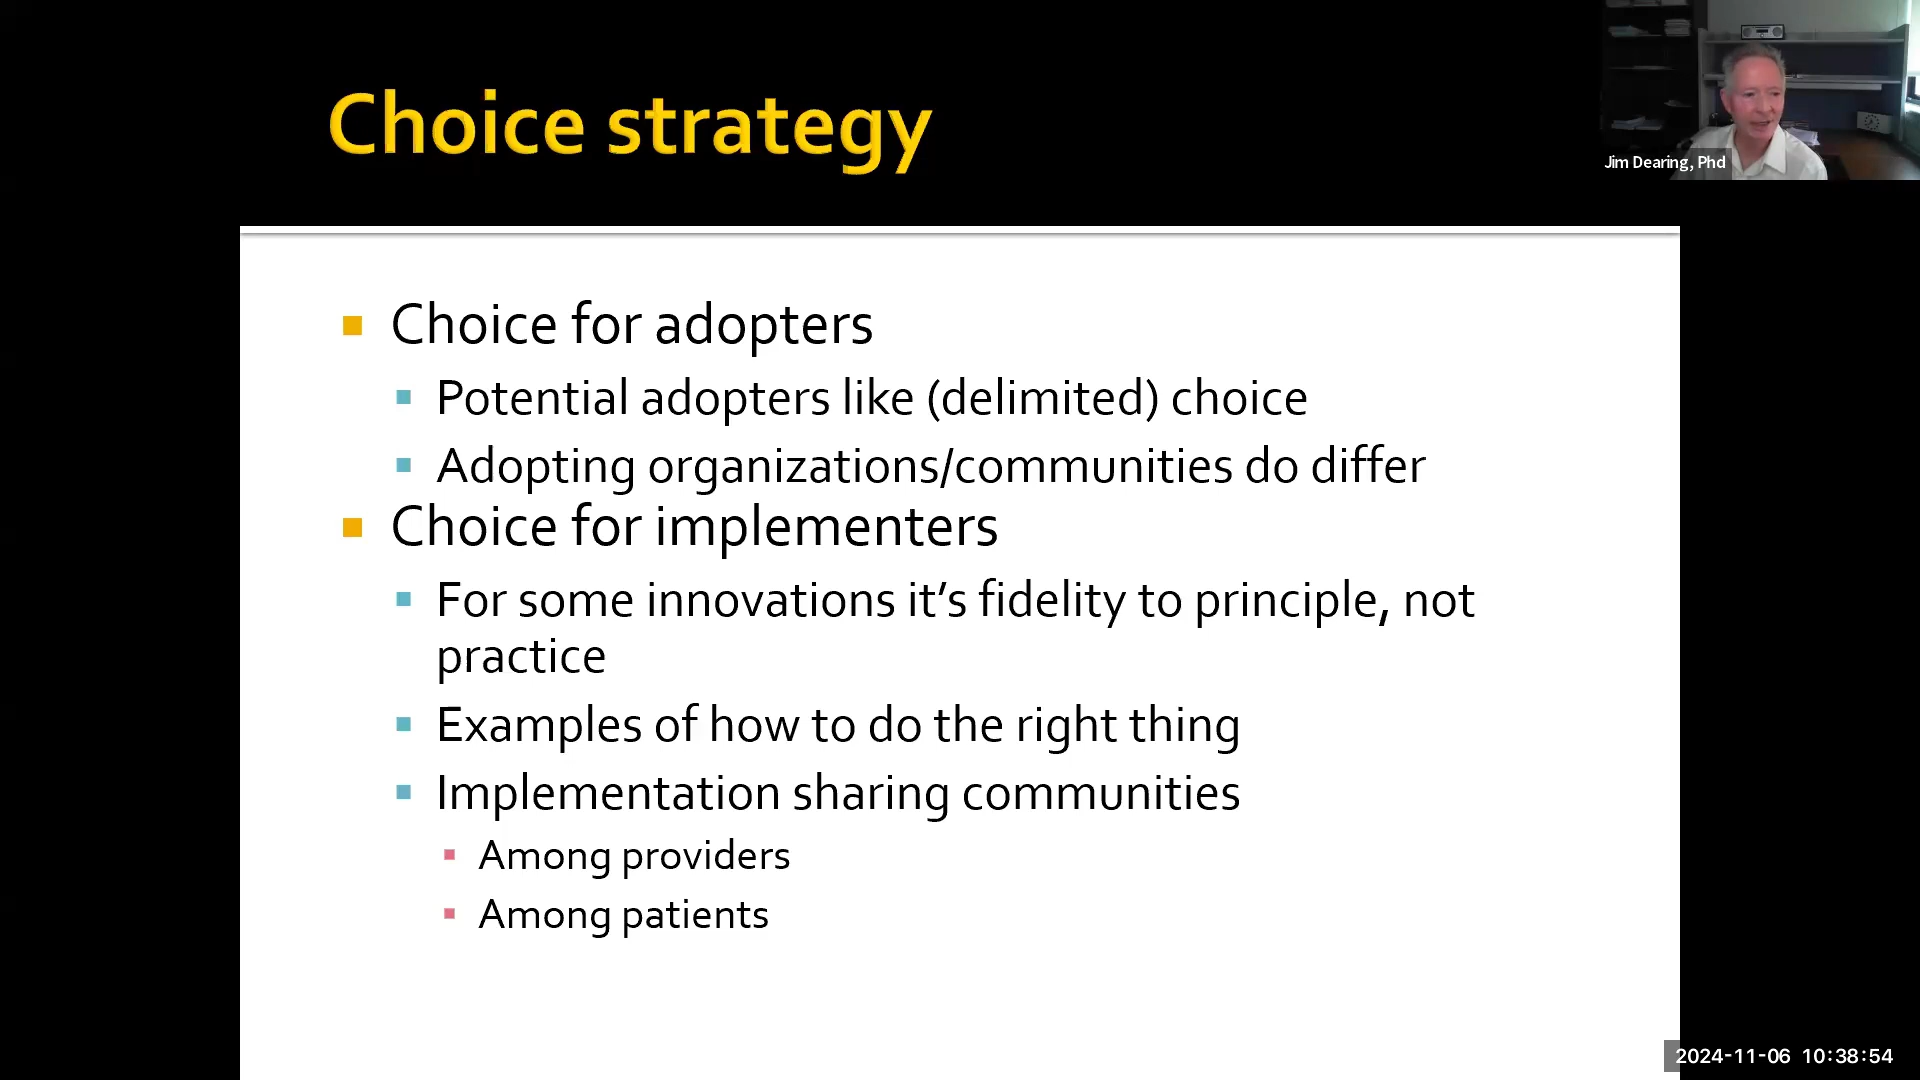 Choice strategy
Jim Dearing, Phd
Choice for adopters
Potential adopters like (delimited) choice
Adopting organizations/communities do differ
Choice for implementers
For some innovations it’s fidelity to principle, not
practice
Examples of how to do the right thing
Implementation sharing communities
Among providers
Among patients
2024-11-06 10:38:54